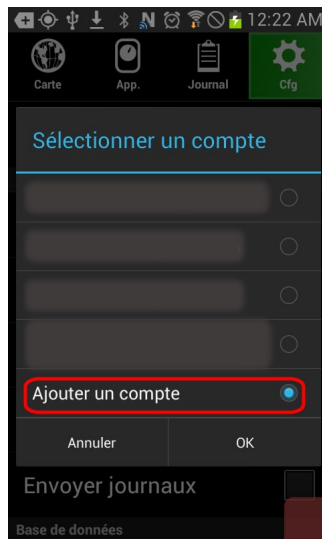 12:22 AM
Carte App. Journal Cfg
Sélectionner un compte
Ajouter un compte
Annuler OK
Envoyer journaux
Base de données